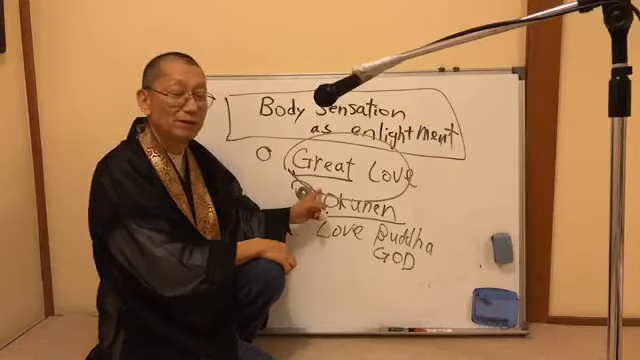 Body Sensation
as enlightment
Great Love
Okunen
Love Buddha
GOD